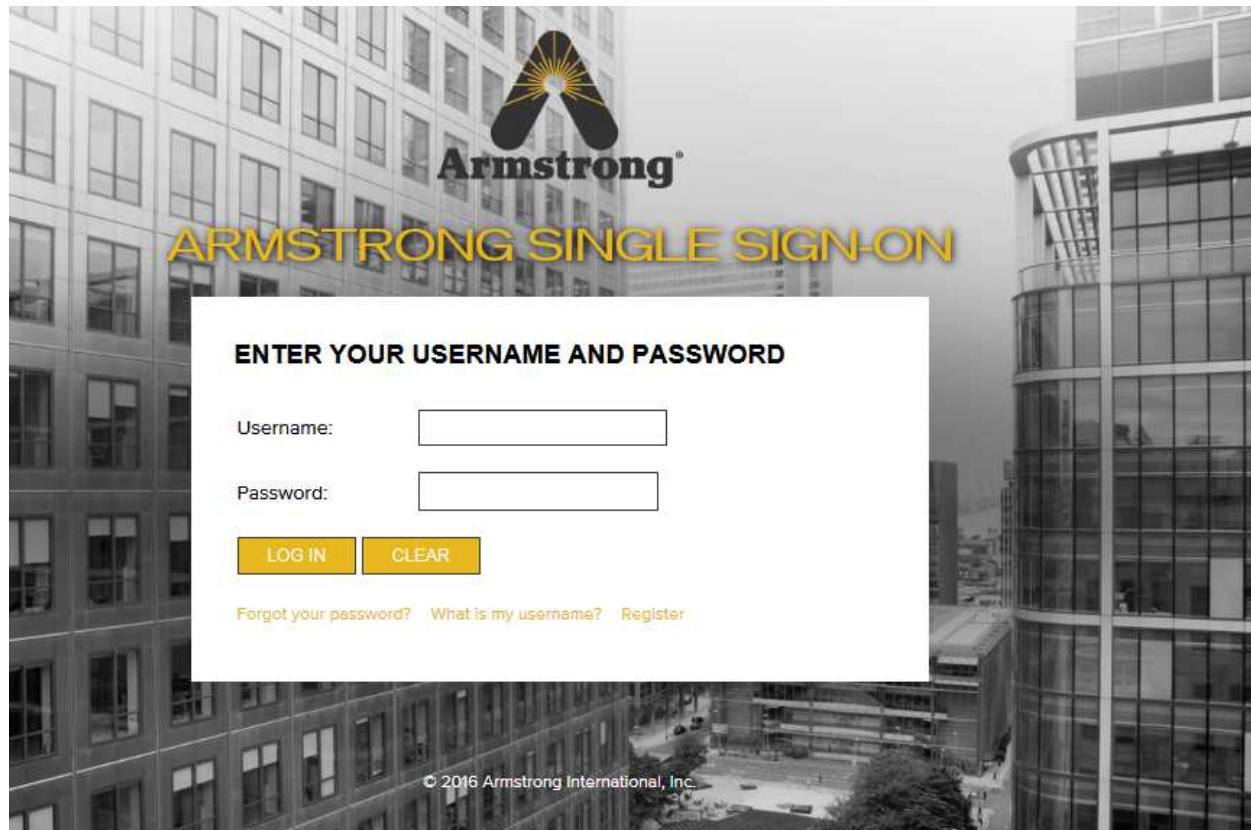 Armstrong®
ARMSTRONG SINGLE SIGN-ON
ENTER YOUR USERNAME AND PASSWORD
Username:
Password:
LOG IN CLEAR
Forgot your password? What is my username? Register
© 2016 Armstrong International, Inc.